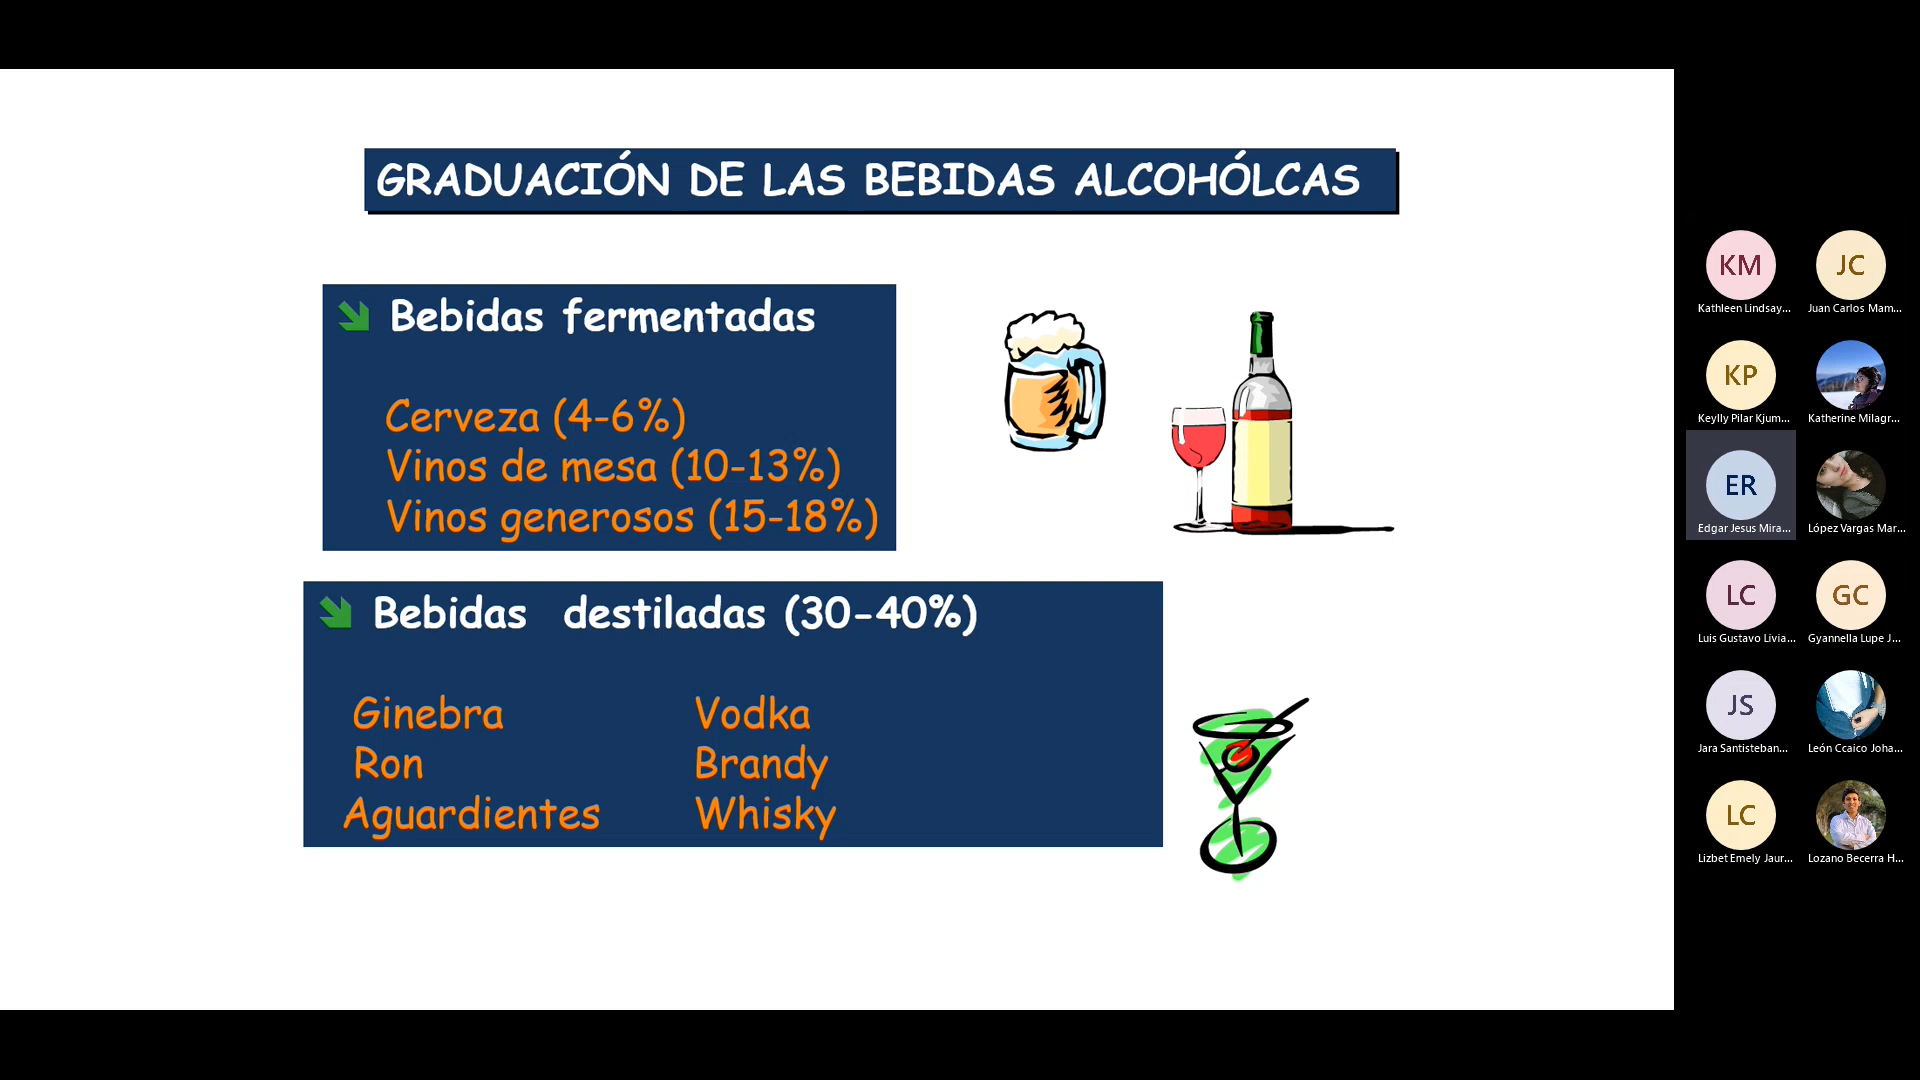 GRADUACIÓN DE LAS BEBIDAS ALCOHÓLCAS
Bebidas fermentadas
Cerveza (4-6%)
Vinos de mesa (10-13%)
Vinos generosos (15-18%)
Bebidas destiladas (30-40%)
Ginebra Vodka
Ron Brandy
Aguardientes Whisky
KM JC
Kathleen Lindsay... Juan Carlos Mam...
KP
Keylly Pilar Kjum... Katherine Milagr...
ER
Edgar Jesus Mira... López Vargas Mar...
LC GC
Luis Gustavo Livia... Gyannella Lupe J...
JS
Jara Santisteban... León Ccaico Joha...
LC
Lizbet Emely Jaur... Lozano Becerra H...